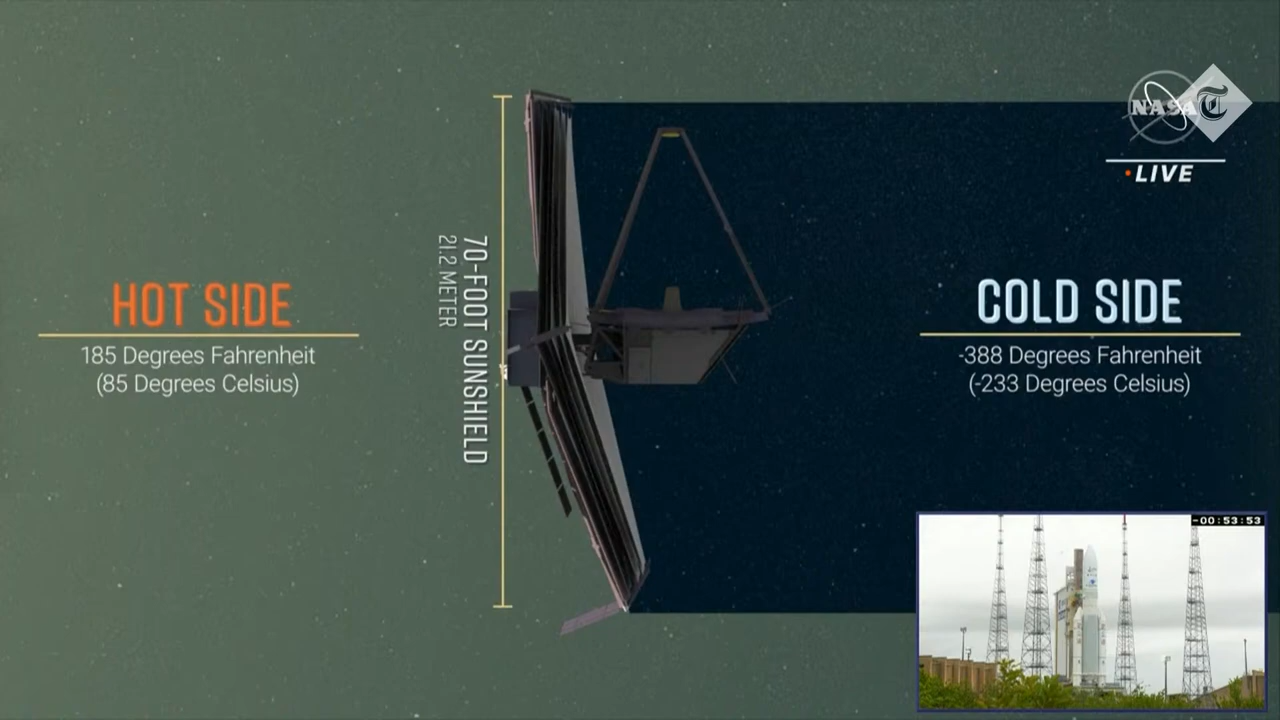 NASA
T
LIVE
HOT SIDE
185 Degrees Fahrenheit
(85 Degrees Celsius)
70-FOOT SUNSHIELD
21.2 METER
COLD SIDE
-388 Degrees Fahrenheit
(-233 Degrees Celsius)
-00:53:53